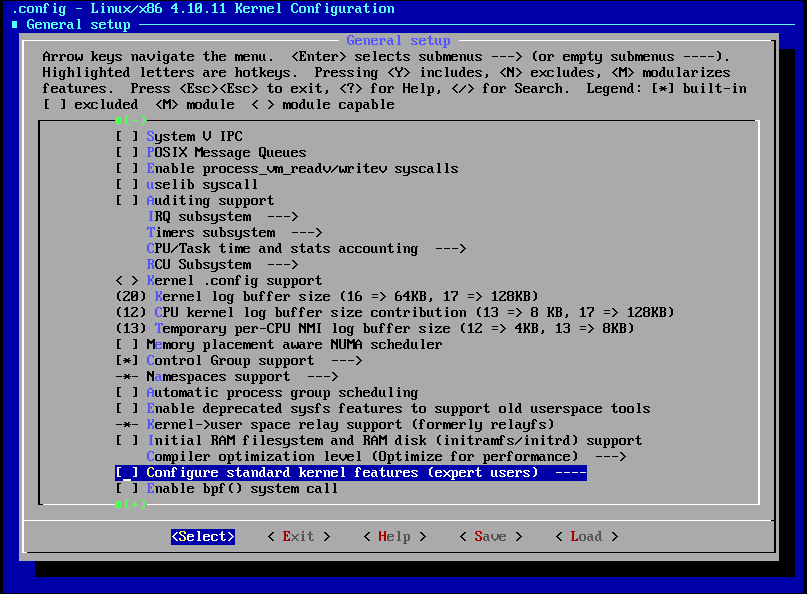 .config - Linux/x86 4.10.11 Kernel Configuration
General setup
General setup
Arrow keys navigate the menu.  <Enter> selects submenus ---> (or empty submenus ----).
Highlighted letters are hotkeys.  Pressing <Y> includes, <N> excludes, <M> modularizes
features.  Press <Esc><Esc> to exit, <?> for Help, </> for Search.  Legend: [*] built-in
[ ] excluded  <M> module  < > module capable
(-)
[ ] System V IPC
[ ] POSIX Message Queues
[ ] Enable process_vm_readv/writev syscalls
[ ] uselib syscall
[ ] Auditing support
IRQ subsystem  --->
Timers subsystem  --->
CPU/Task time and stats accounting  --->
RCU Subsystem  --->
< > Kernel .config support
(20) Kernel log buffer size (16 => 64KB, 17 => 128KB)
(12) CPU kernel log buffer size contribution (13 => 8 KB, 17 => 128KB)
(13) Temporary per-CPU NMI log buffer size (12 => 4KB, 13 => 8KB)
[ ] Memory placement aware NUMA scheduler
[*] Control Group support  --->
-*- Namespaces support  --->
[ ] Automatic process group scheduling
[ ] Enable deprecated sysfs features to support old userspace tools
-*- Kernel->user space relay support (formerly relayfs)
[ ] Initial RAM filesystem and RAM disk (initramfs/initrd) support
Compiler optimization level (Optimize for performance)  --->
[ ] Configure standard kernel features (expert users)  ----
[ ] Enable bpf() system call
(+)
<Select>    < Exit >    < Help >    < Save >    < Load >